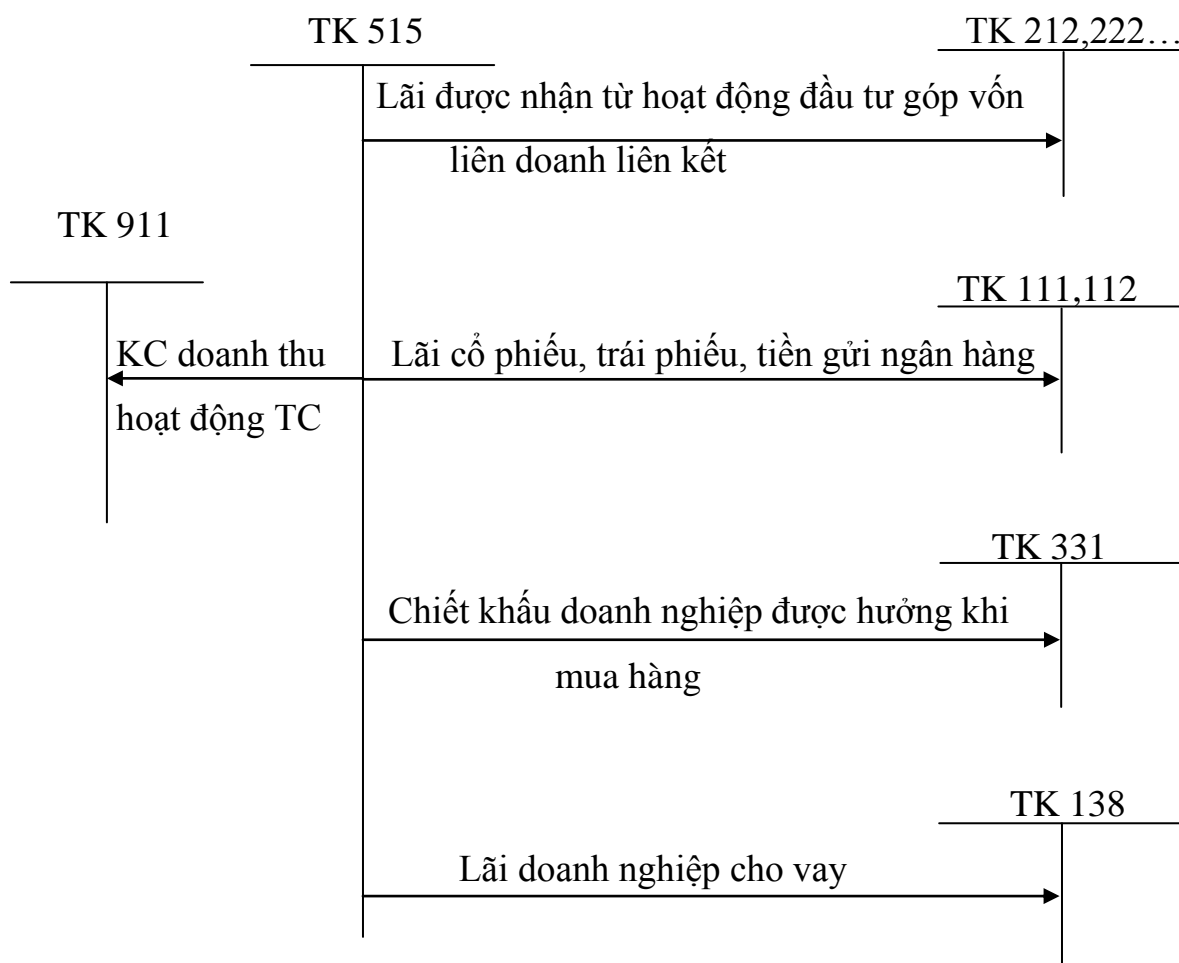 TK 515
TK 212,222…
Lãi được nhận từ hoạt động đầu tư góp vốn
liên doanh liên kết
TK 911
TK 111,112
KC doanh thu
hoạt động TC
Lãi cổ phiếu, trái phiếu, tiền gửi ngân hàng
TK 331
Chiết khấu doanh nghiệp được hưởng khi
mua hàng
TK 138
Lãi doanh nghiệp cho vay